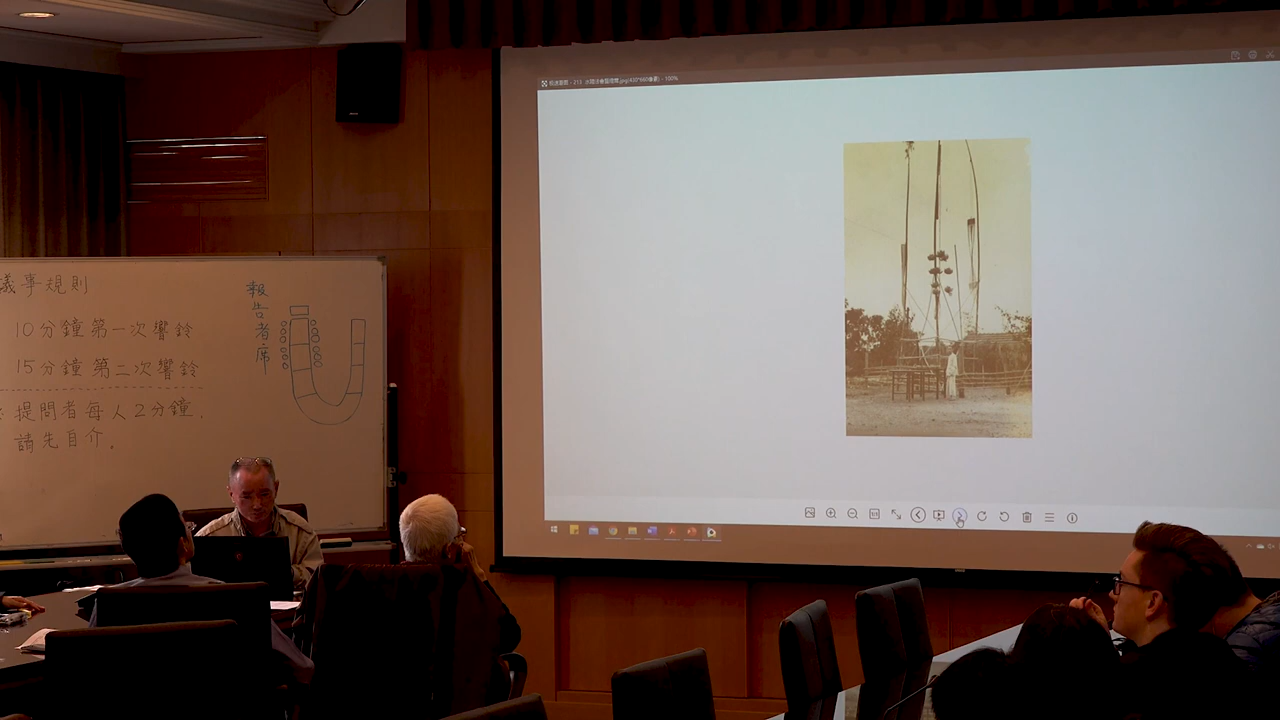 議事規則
10分鐘第一次響鈴
15分鐘第二次響鈴
提問者每人2分鐘,
請先自介.
報告者席